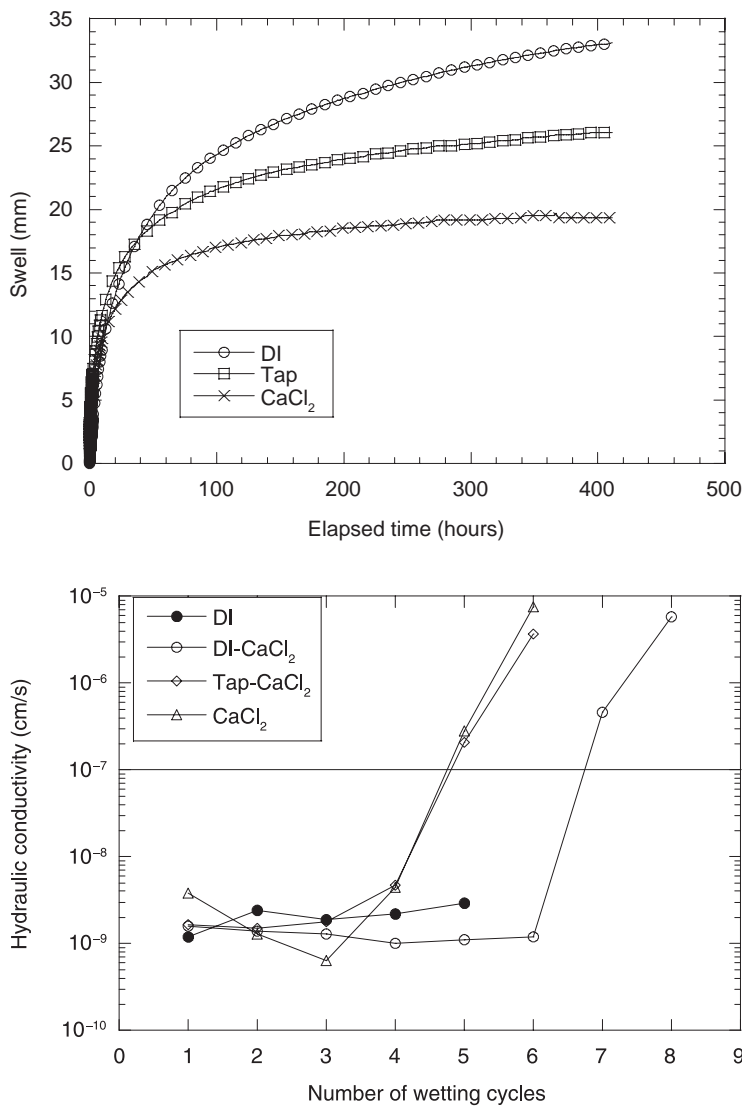 35
30
25
20
15
10
5
0
Swell (mm)
DI
Tap
CaCl₂
0 100 200 300 400 500
Elapsed time (hours)
10⁻⁵
10⁻⁶
10⁻⁷
10⁻⁸
10⁻⁹
10⁻¹⁰
Hydraulic conductivity (cm/s)
DI
DI-CaCl₂
Tap-CaCl₂
CaCl₂
0 1 2 3 4 5 6 7 8 9
Number of wetting cycles